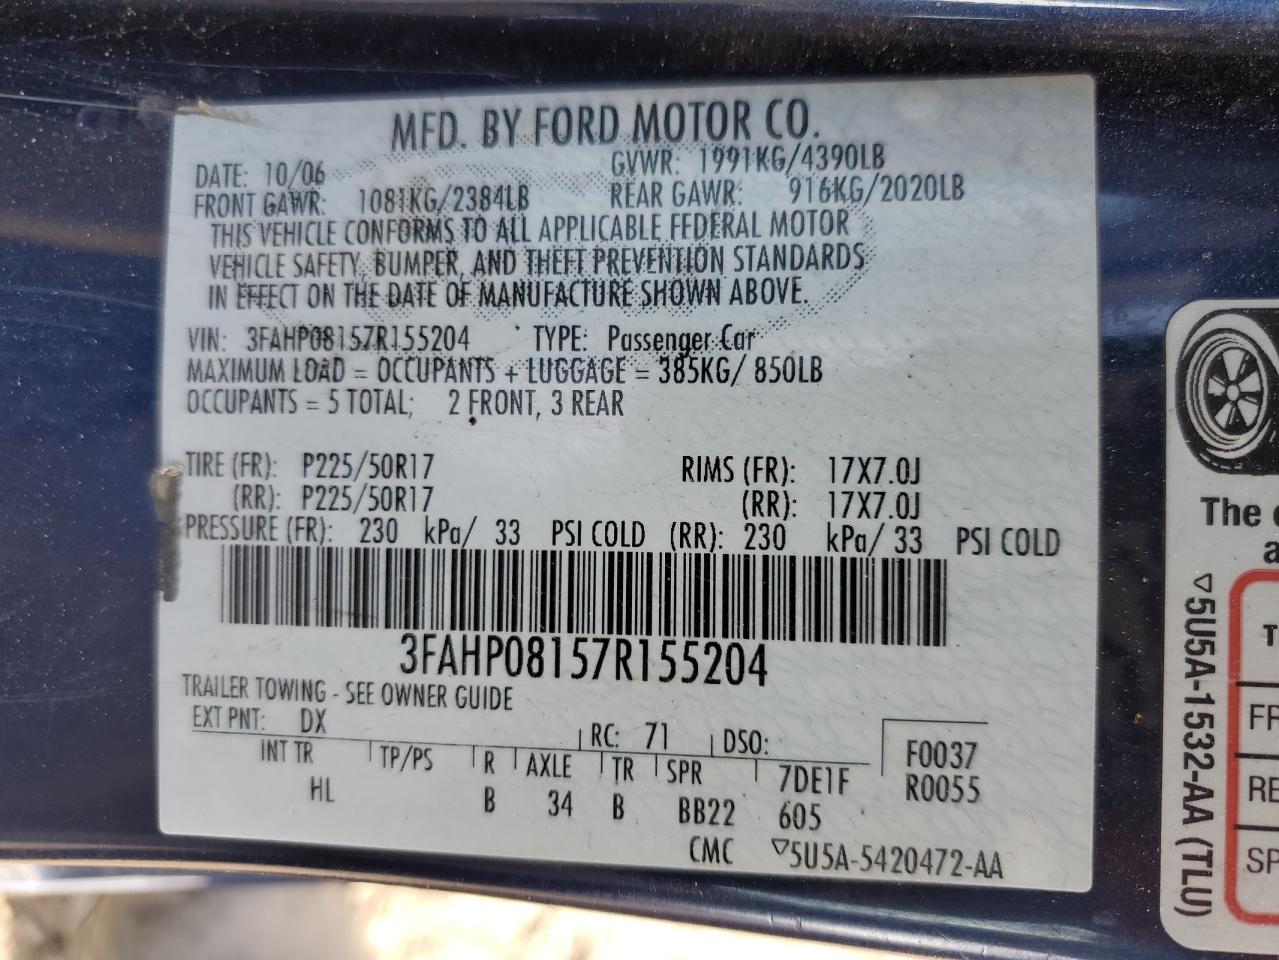 MFD. BY FORD MOTOR CO.
DATE: 10/06 GVWR: 1991KG/4390LB
FRONT GAWR: 1081KG/2384LB REAR GAWR: 916KG/2020LB
THIS VEHICLE CONFORMS TO ALL APPLICABLE FEDERAL MOTOR
VEHICLE SAFETY, BUMPER, AND THEFT PREVENTION STANDARDS
IN EFFECT ON THE DATE OF MANUFACTURE SHOWN ABOVE.
VIN: 3FAHP08157R155204 TYPE: Passenger Car
MAXIMUM LOAD = OCCUPANTS + LUGGAGE = 385KG/ 850LB
OCCUPANTS = 5 TOTAL; 2 FRONT, 3 REAR
TIRE (FR): P225/50R17 RIMS (FR): 17X7.0J
(RR): P225/50R17 (RR): 17X7.0J
PRESSURE (FR): 230 kPa/ 33 PSI COLD (RR): 230 kPa/ 33 PSI COLD
3FAHP08157R155204
TRAILER TOWING - SEE OWNER GUIDE
EXT PNT: DX RC: 71 DSO: F0037
INT TR TP/PS R AXLE TR SPR 7DE1F R0055
HL B 34 B BB22 605
CMC ▽5U5A-5420472-AA
The
a
T
FR
RE
SP
▽5U5A-1532-AA (TLU)